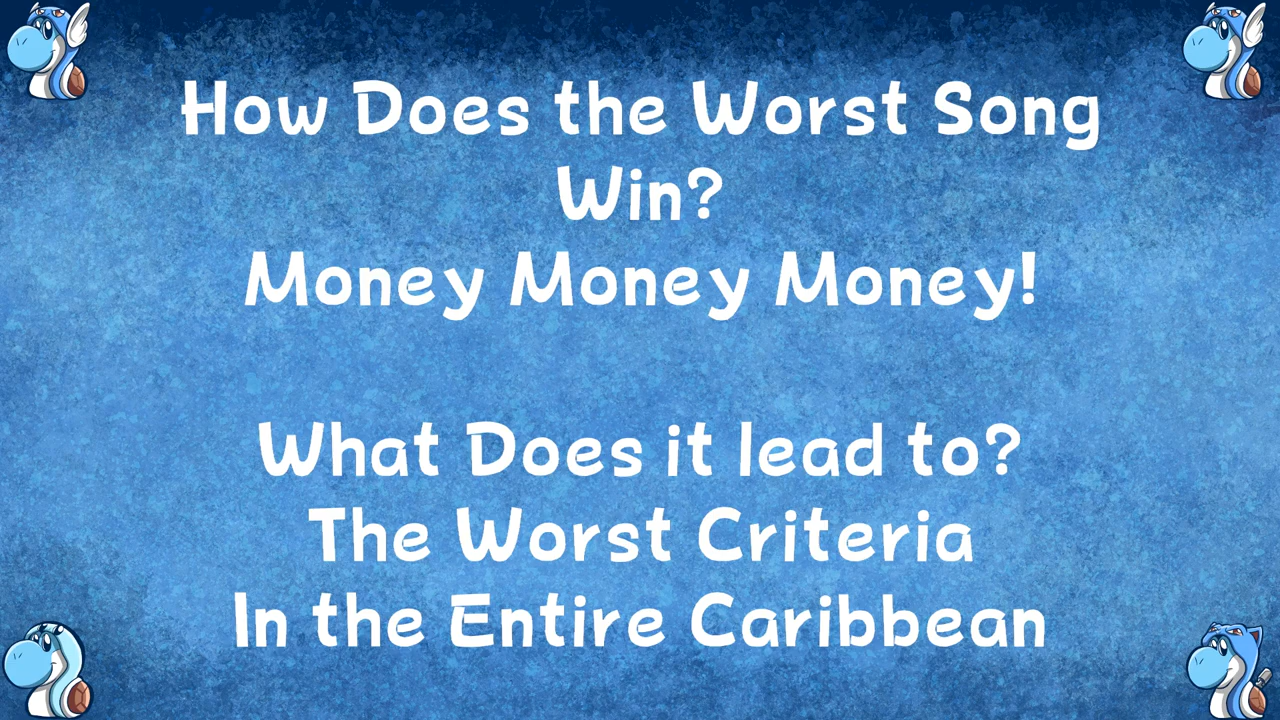 How Does the Worst Song
Win?
Money Money Money!
What Does it lead to?
The Worst Criteria
In the Entire Caribbean